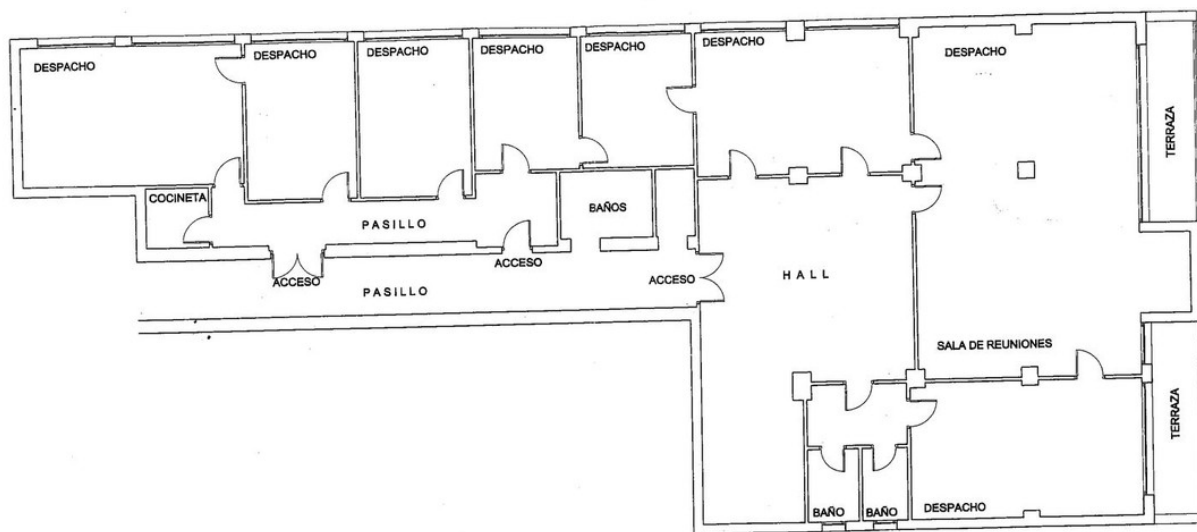 DESPACHO
DESPACHO
DESPACHO
DESPACHO
DESPACHO
DESPACHO
DESPACHO
TERRAZA
COCINETA
PASILLO
BAÑOS
ACCESO
ACCESO
PASILLO
ACCESO
HALL
SALA DE REUNIONES
TERRAZA
BAÑO
BAÑO
DESPACHO